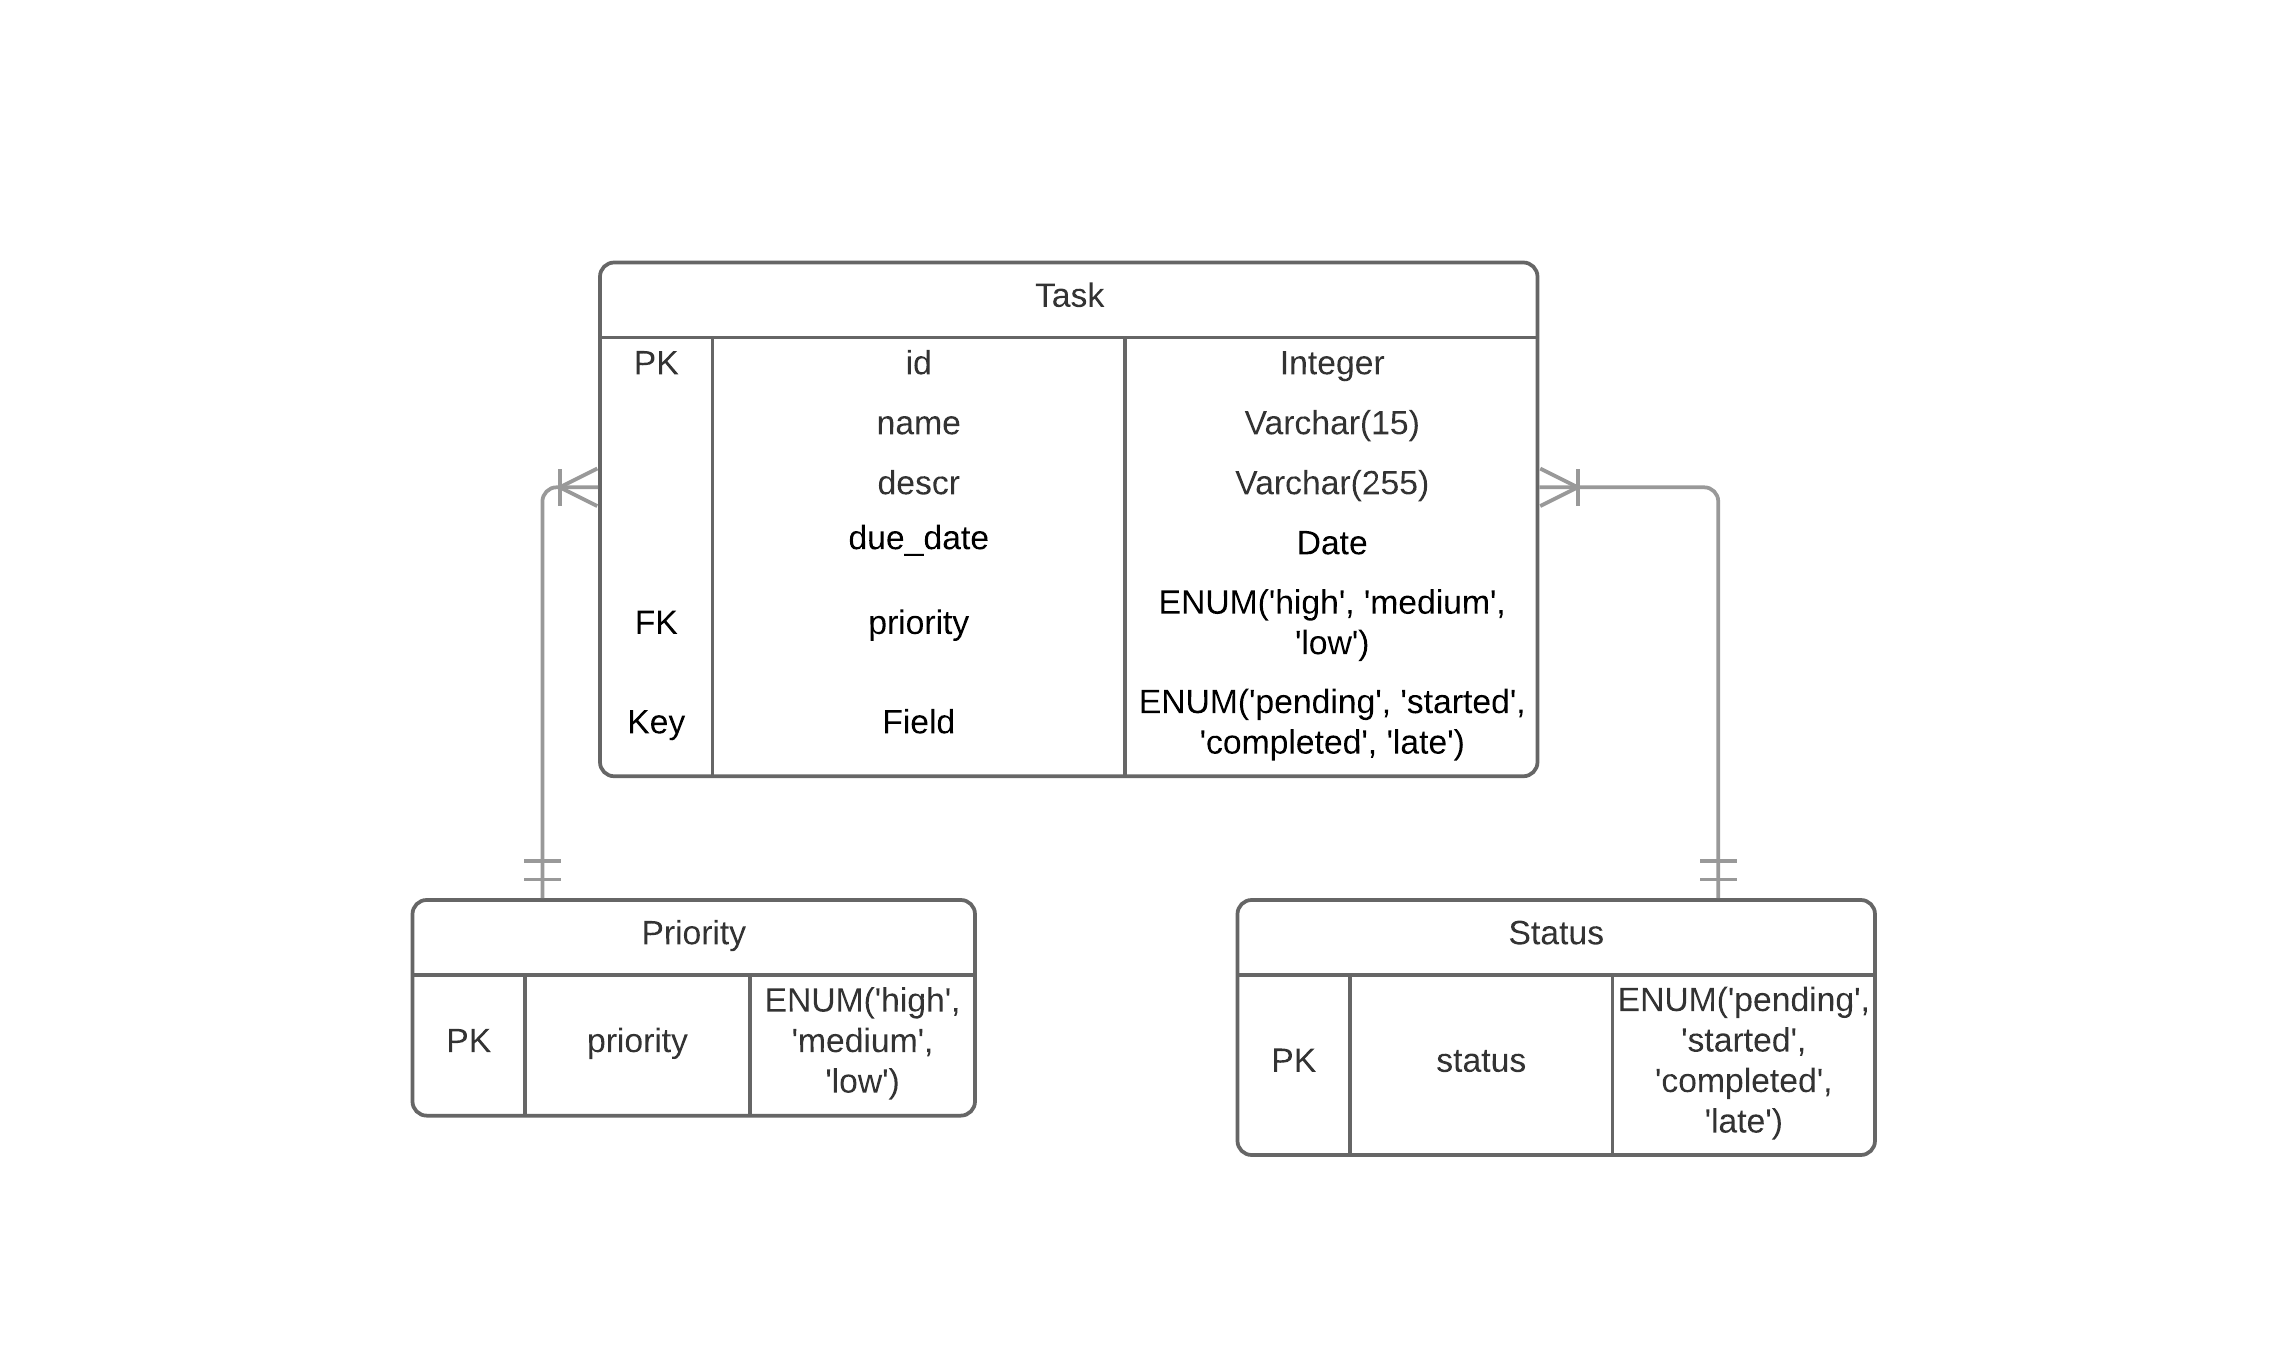 Task
PK id Integer
name Varchar(15)
descr Varchar(255)
due_date Date
FK priority ENUM('high', 'medium',
'low')
Key Field ENUM('pending', 'started',
'completed', 'late')
Priority
PK priority ENUM('high',
'medium',
'low')
Status
PK status ENUM('pending',
'started',
'completed',
'late')